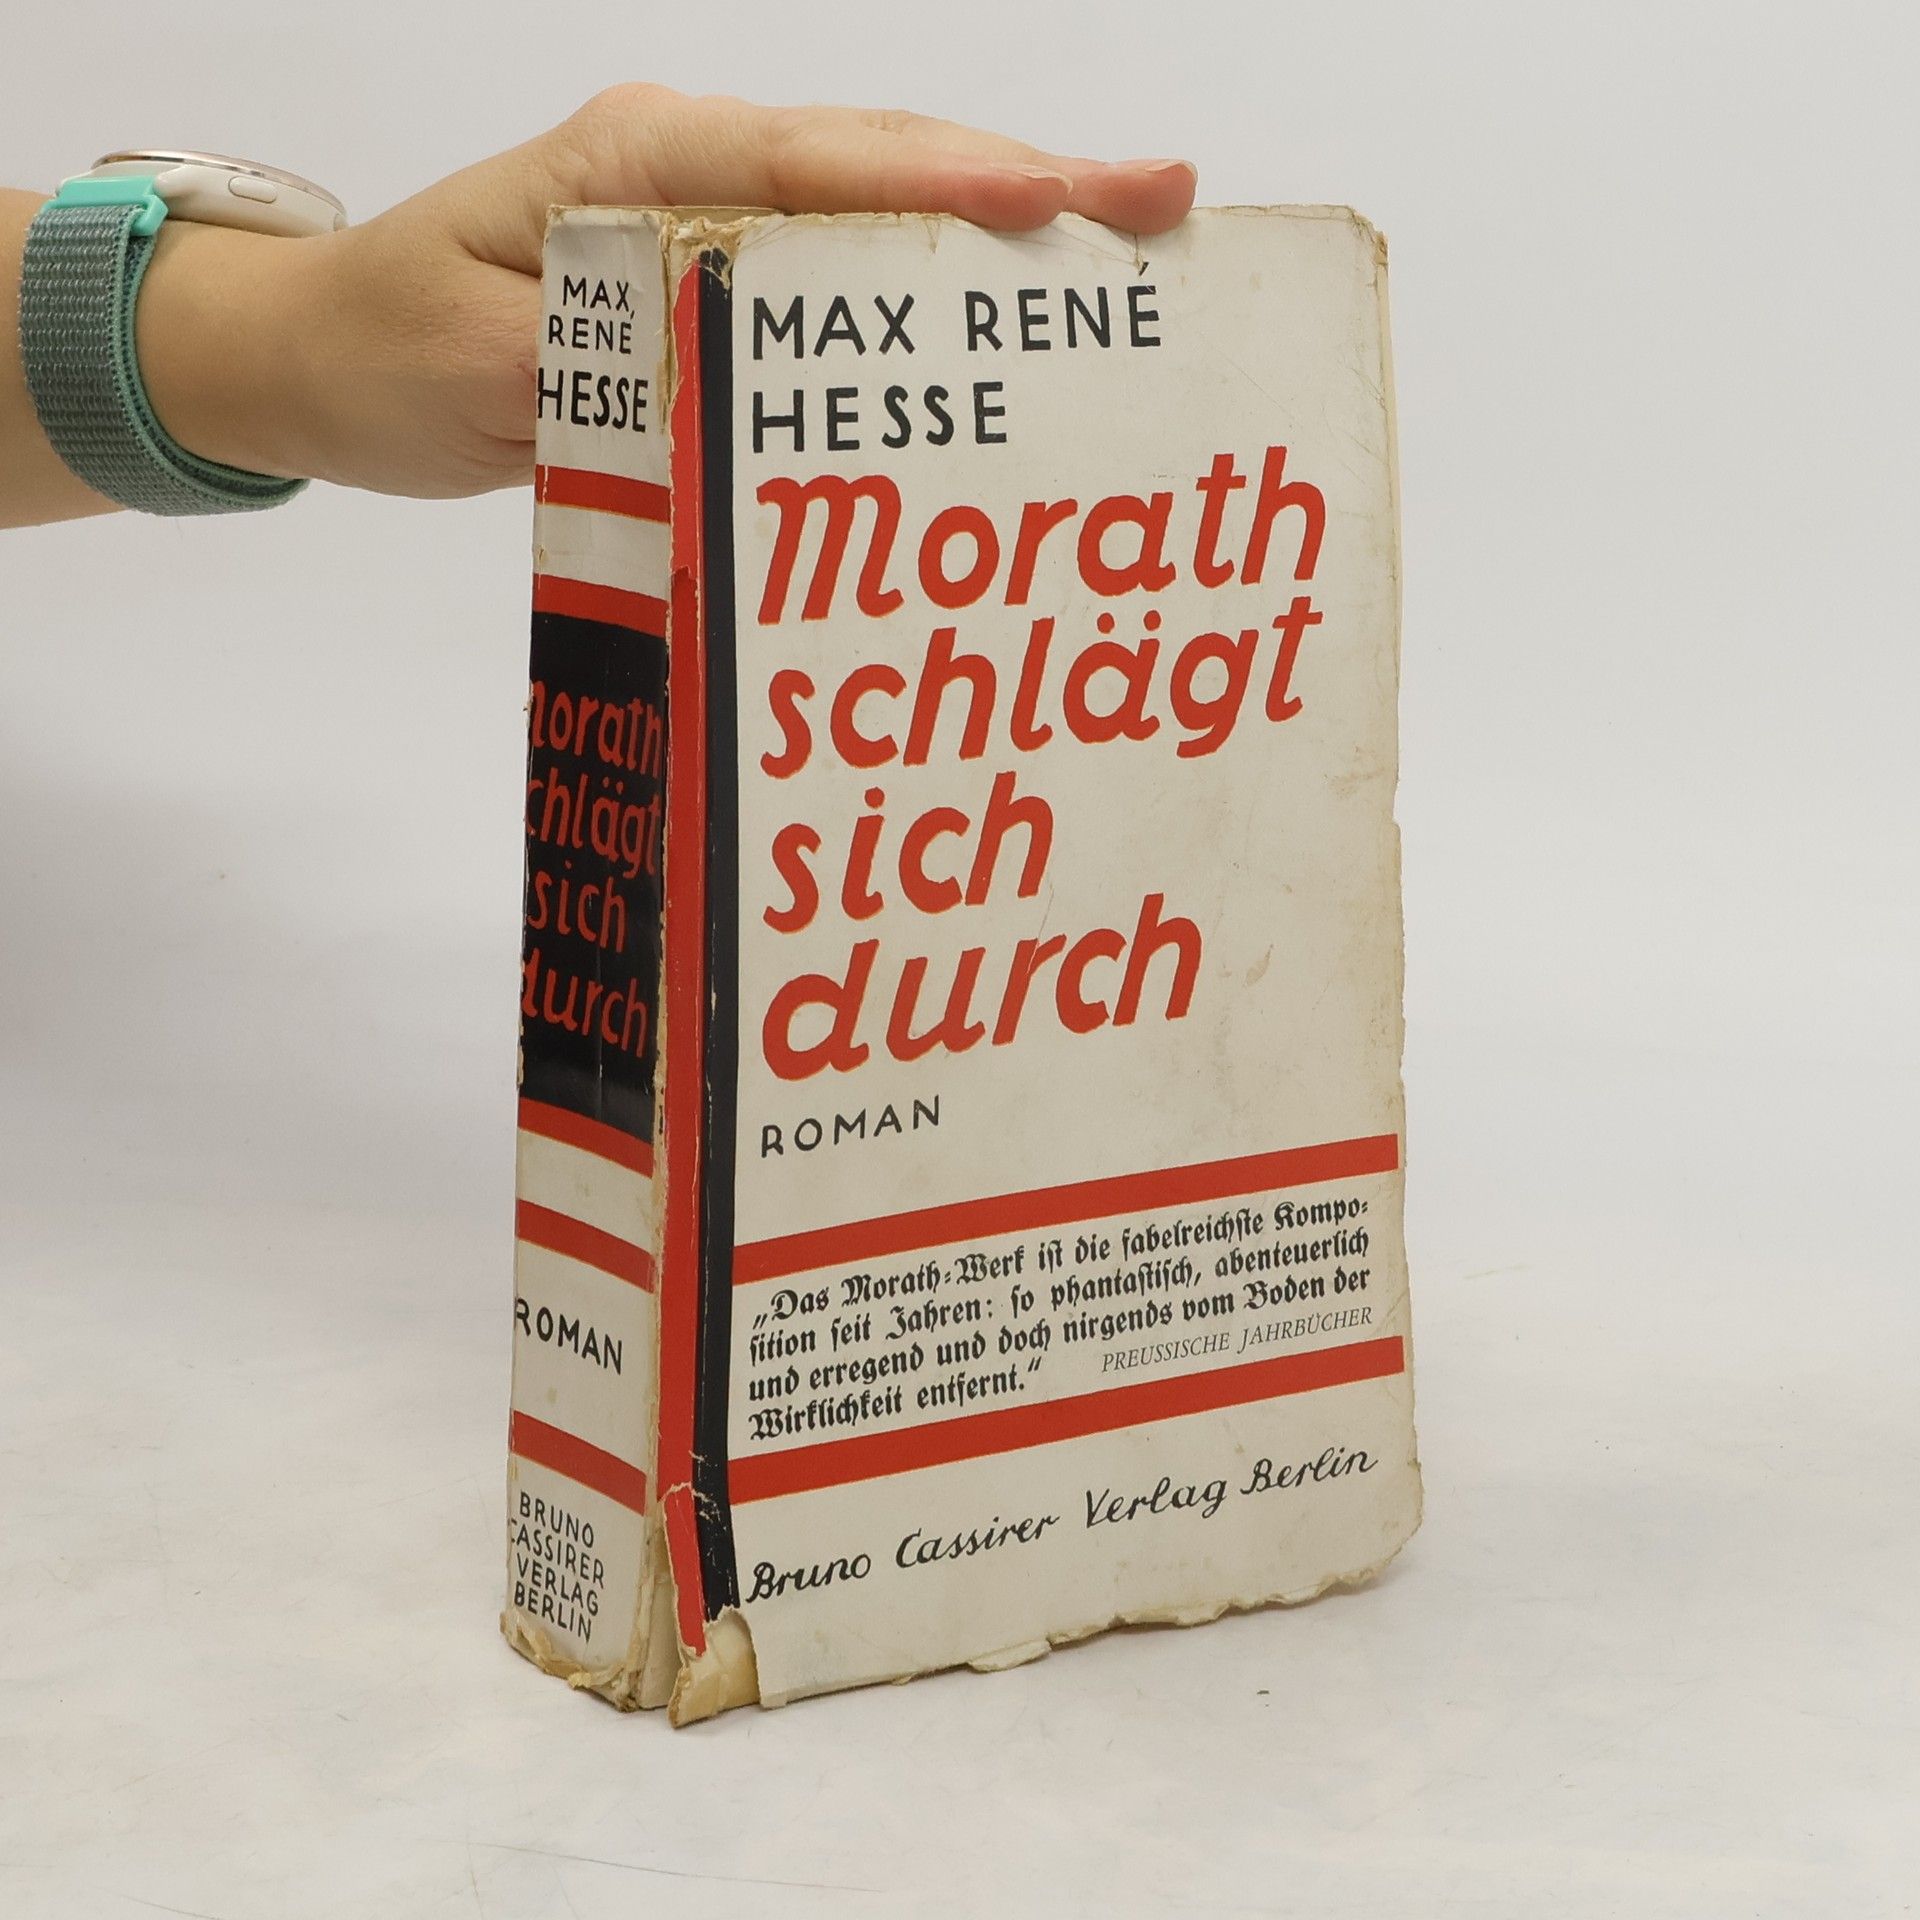 MAX
RENÉ
HESSE
morath
schlägt
sich
durch
ROMAN
BRUNO
CASSIRER
VERLAG
BERLIN
MAX RENÉ
HESSE
Morath
schlägt
sich
durch
ROMAN
„Das Morath-Werk ist die fabelreichste Kompo-
sition seit Jahren: so phantastisch, abenteuerlich
und erregend und doch nirgends vom Boden der
Wirklichkeit entfernt.“ PREUSSISCHE JAHRBÜCHER
Bruno Cassirer Verlag Berlin